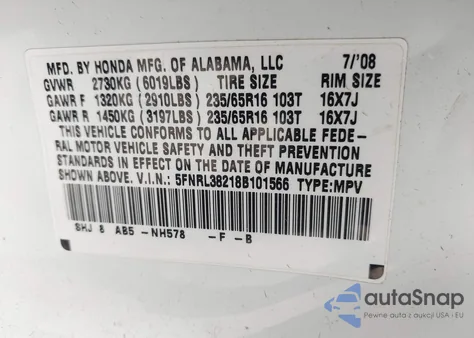 MFD. BY HONDA MFG. OF ALABAMA, LLC 7/'08
GVWR 2730KG (6019LBS) TIRE SIZE RIM SIZE
GAWR F 1320KG (2910LBS) 235/65R16 103T 16X7J
GAWR R 1450KG (3197LBS) 235/65R16 103T 16X7J
THIS VEHICLE CONFORMS TO ALL APPLICABLE FEDE-
RAL MOTOR VEHICLE SAFETY AND THEFT PREVENTION
STANDARDS IN EFFECT ON THE DATE OF MANUFACTURE
SHOWN ABOVE. V.I.N.: 5FNRL38218B101566 TYPE:MPV
SHJ 8 AB5 -NH578 -F -B
autoSnap
Pewne auta z aukcji USA i EU